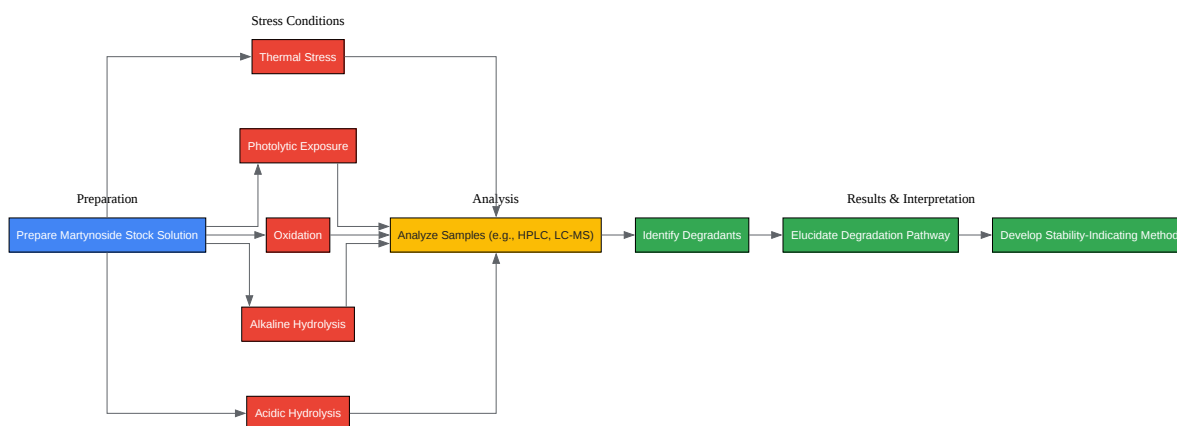 Stress Conditions
Thermal Stress
Photolytic Exposure
Preparation
Analysis
Results & Interpretation
Prepare Martynoside Stock Solution
Oxidation
Analyze Samples (e.g., HPLC, LC-MS)
Identify Degradants
Elucidate Degradation Pathway
Develop Stability-Indicating Method
Alkaline Hydrolysis
Acidic Hydrolysis